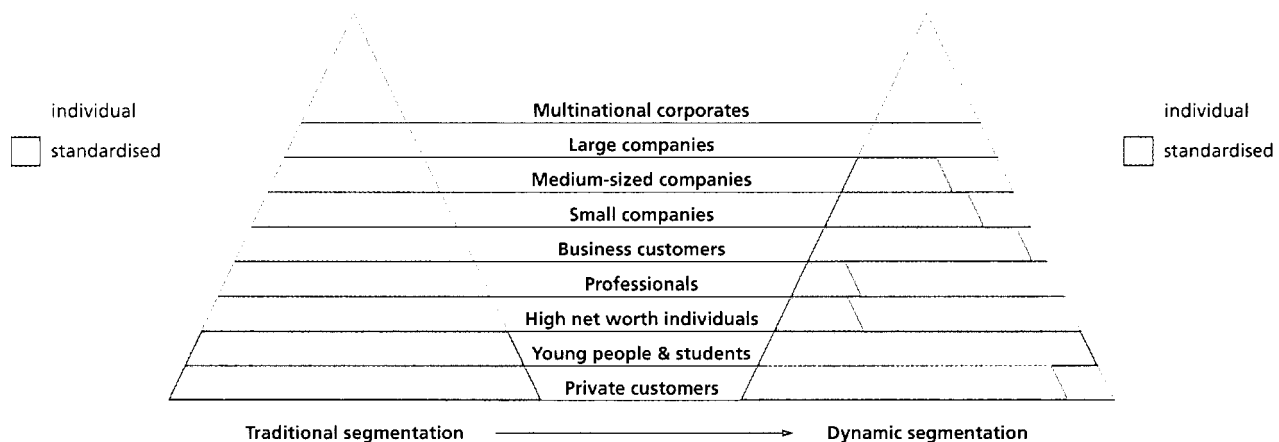 individual
standardised
Multinational corporates
Large companies
Medium-sized companies
Small companies
Business customers
Professionals
High net worth individuals
Young people & students
Private customers
individual
standardised
Traditional segmentation
Dynamic segmentation